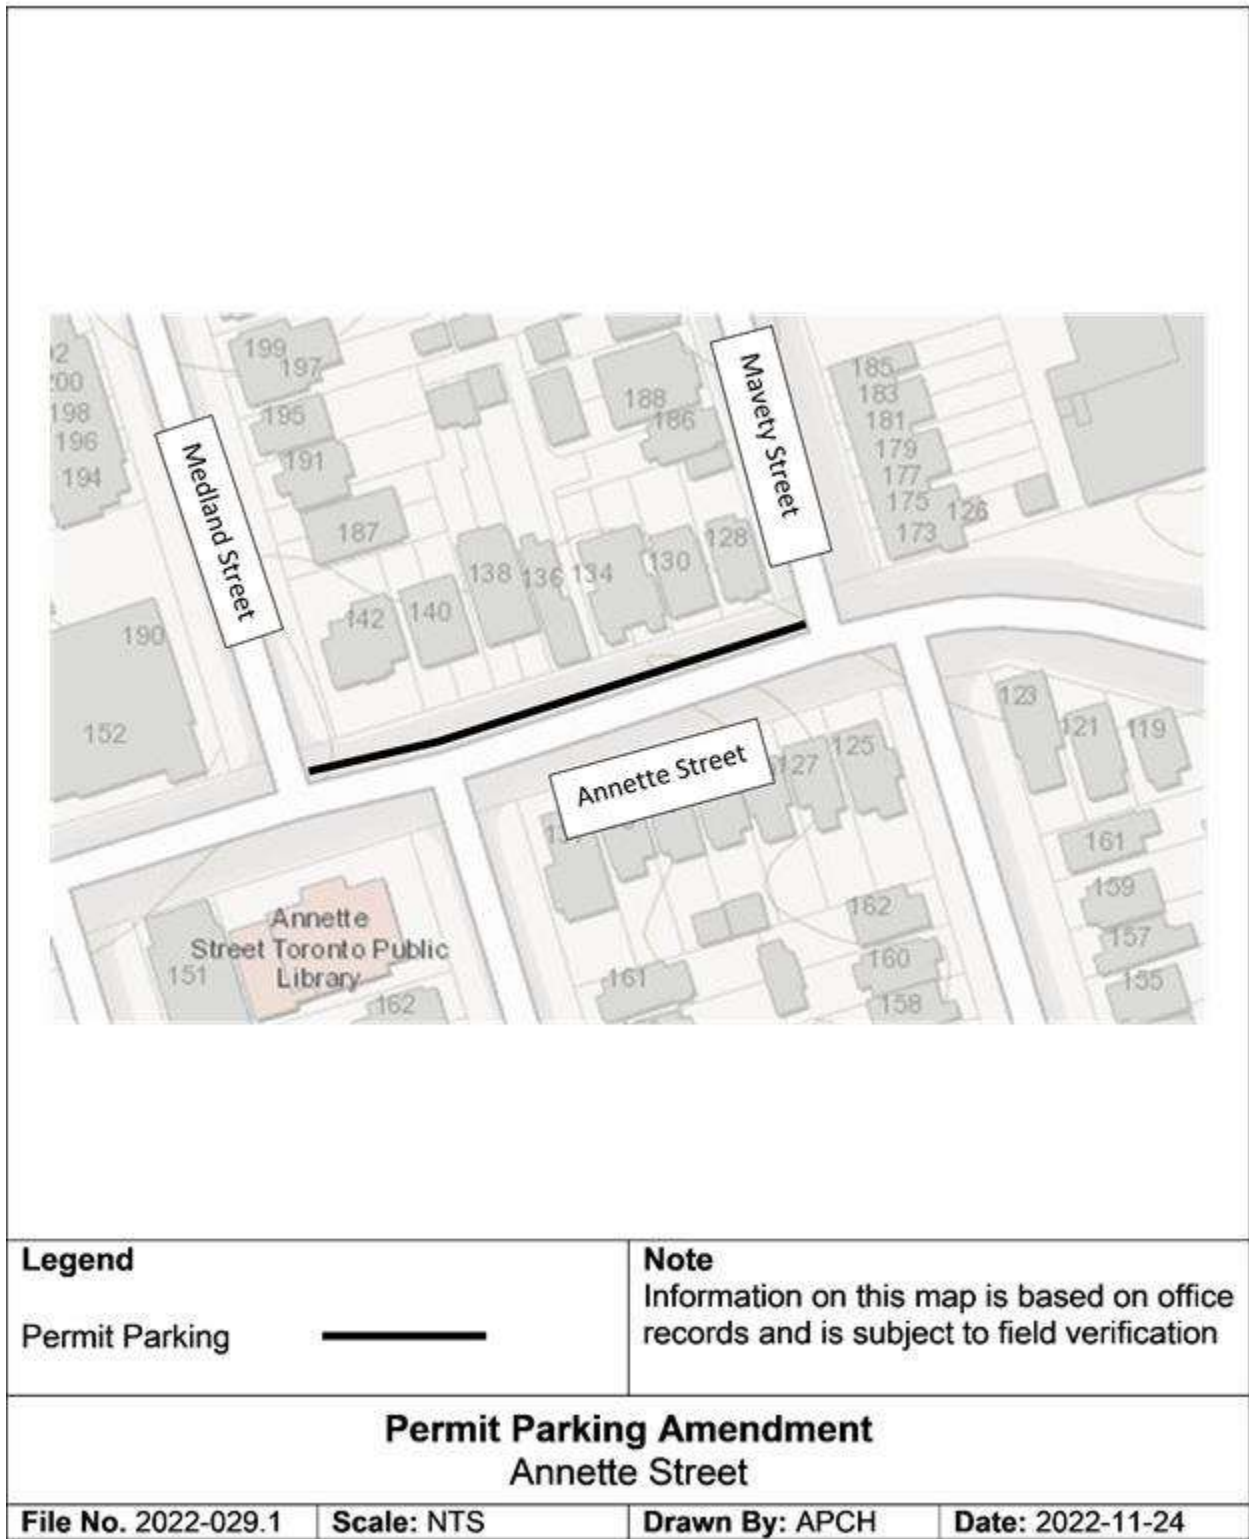 199
197
195
191
187
200
198
196
194
190
152
Medland Street
188
186
Mavety Street
185
183
181
179
177
175
173
126
142
140
138
136
134
130
128
Annette Street
127
125
123
121
119
161
159
157
155
162
160
158
161
Annette
Street Toronto Public
Library
151
162
Legend
Permit Parking
Note
Information on this map is based on office
records and is subject to field verification
Permit Parking Amendment
Annette Street
File No. 2022-029.1
Scale: NTS
Drawn By: APCH
Date: 2022-11-24